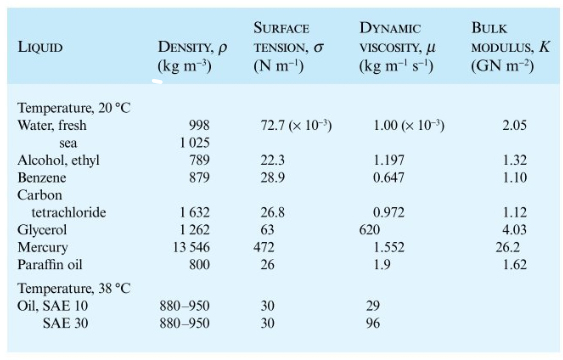 LIQUID DENSITY, ρ (kg m⁻³) SURFACE TENSION, σ (N m⁻¹) DYNAMIC VISCOSITY, μ (kg m⁻¹ s⁻¹) BULK MODULUS, K (GN m⁻²)
Temperature, 20 °C
Water, fresh 998 72.7 (× 10⁻³) 1.00 (× 10⁻³) 2.05
sea 1 025
Alcohol, ethyl 789 22.3 1.197 1.32
Benzene 879 28.9 0.647 1.10
Carbon
tetrachloride 1 632 26.8 0.972 1.12
Glycerol 1 262 63 620 4.03
Mercury 13 546 472 1.552 26.2
Paraffin oil 800 26 1.9 1.62
Temperature, 38 °C
Oil, SAE 10 880–950 30 29
SAE 30 880–950 30 96